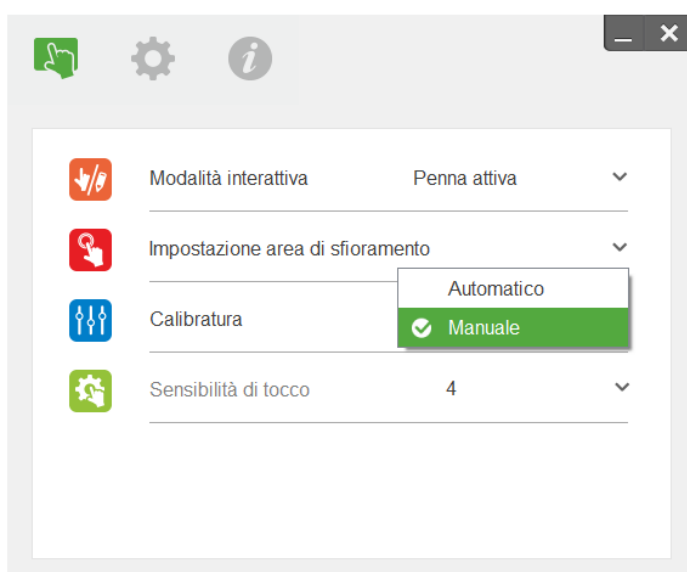 Modalità interattiva Penna attiva
Impostazione area di sfioramento
Automatico
Calibratura
Manuale
Sensibilità di tocco 4